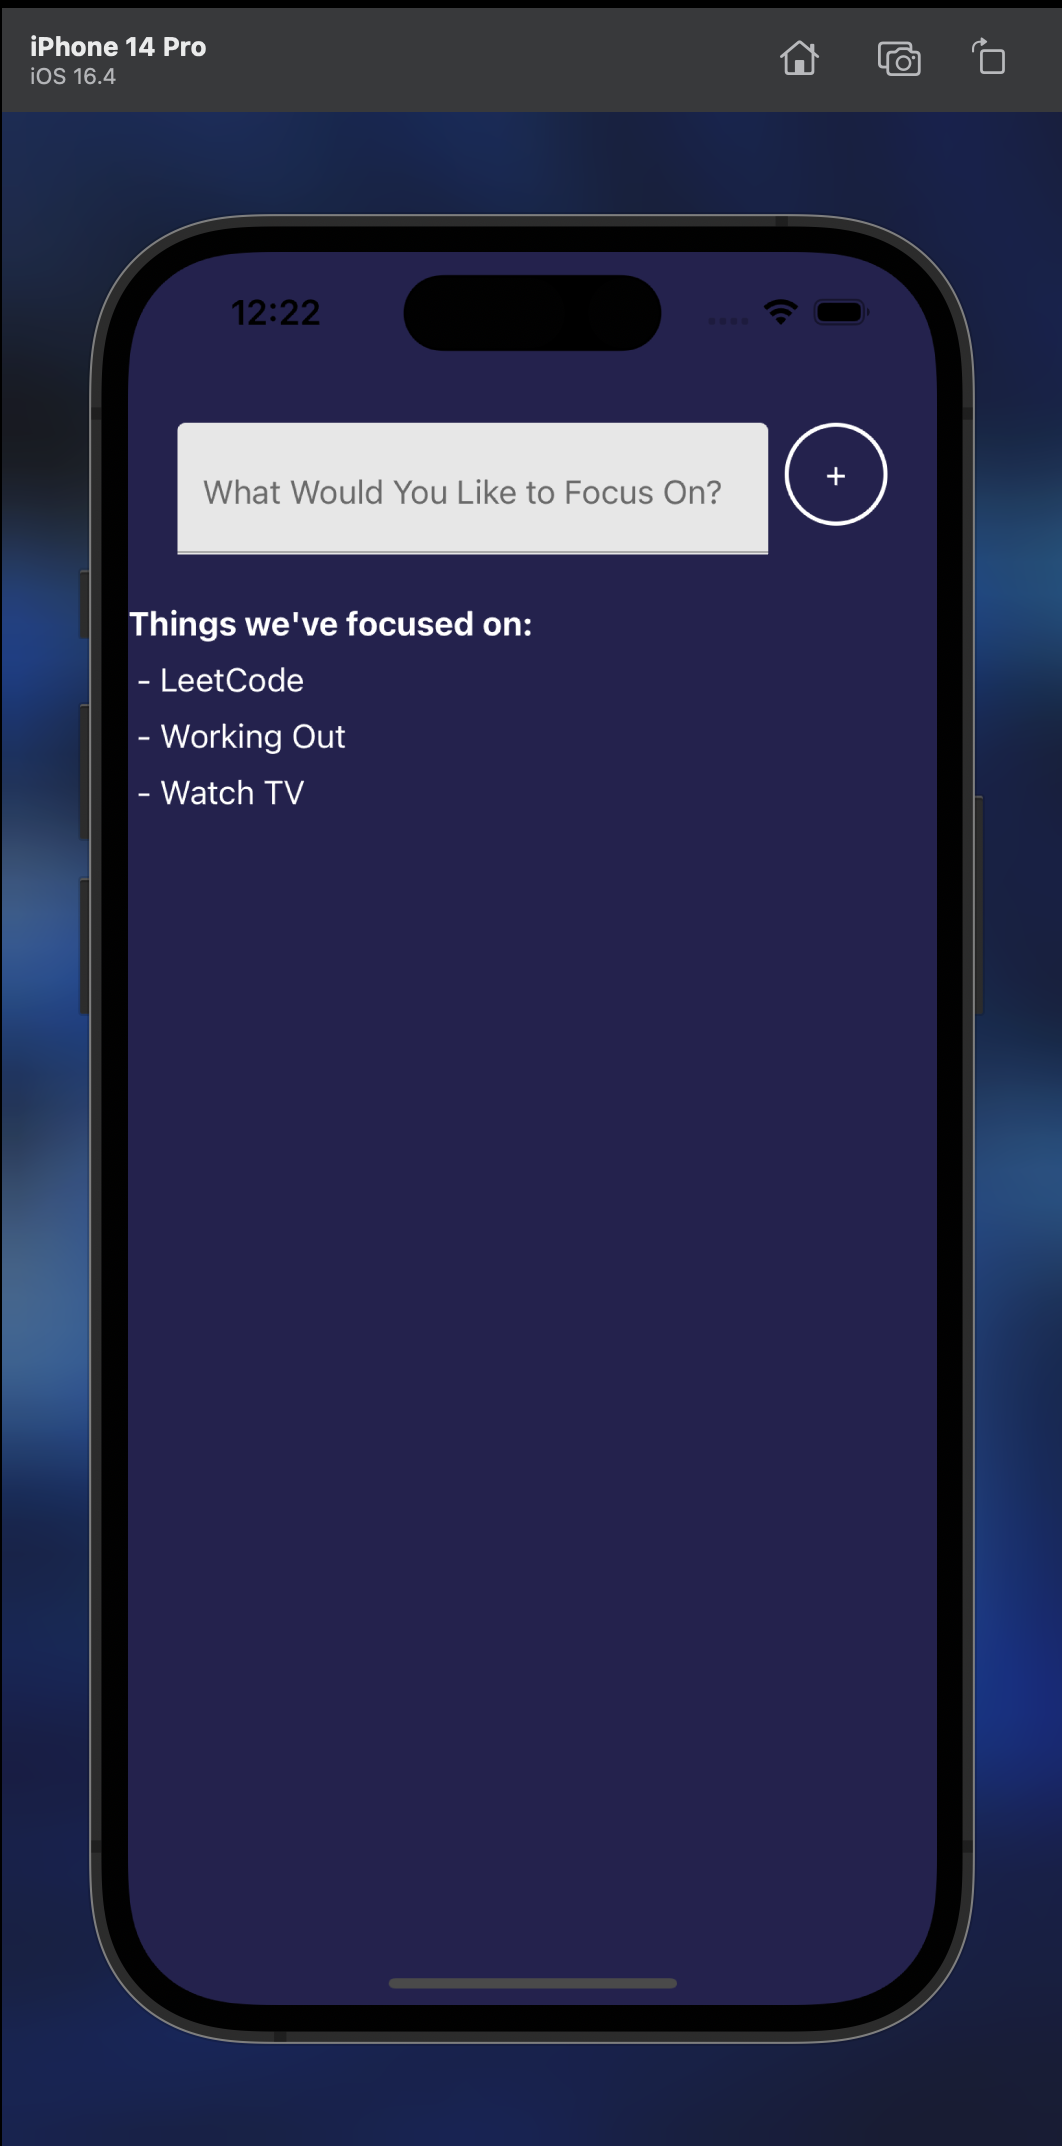 iPhone 14 Pro
iOS 16.4
12:22
What Would You Like to Focus On?
+
Things we've focused on:
- LeetCode
- Working Out
- Watch TV